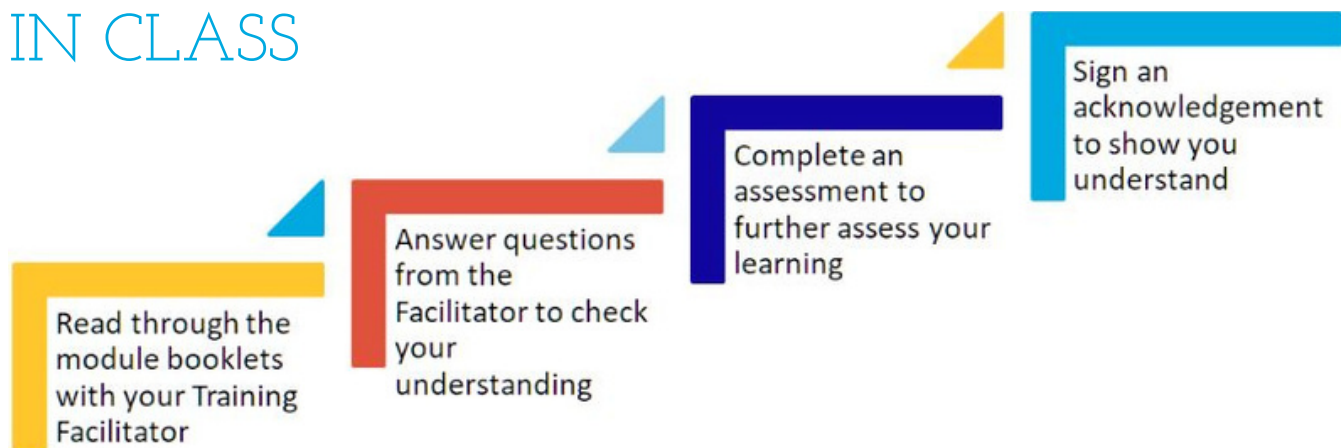 IN CLASS
Read through the
module booklets
with your Training
Facilitator
Answer questions
from the
Facilitator to check
your
understanding
Complete an
assessment to
further assess your
learning
Sign an
acknowledgement
to show you
understand